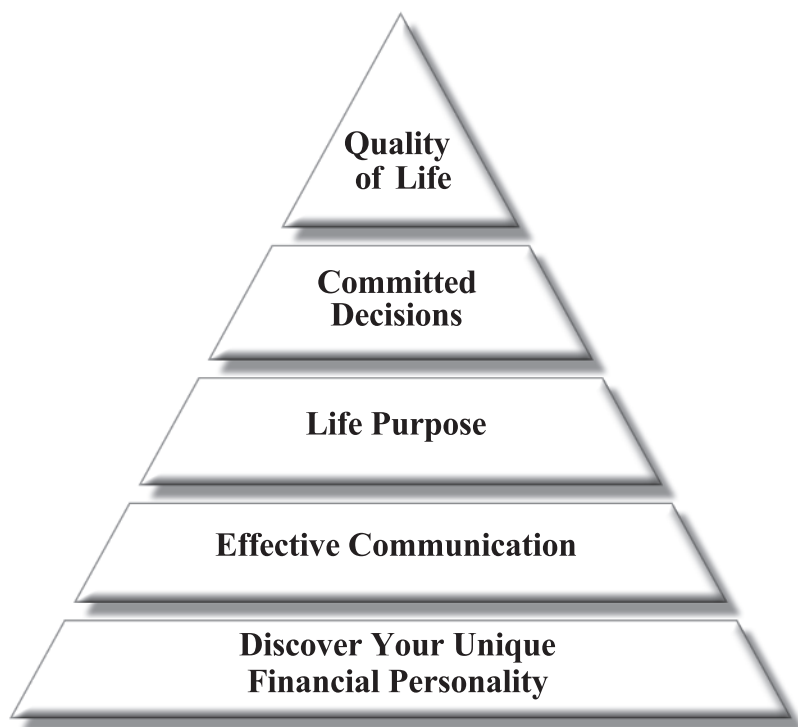 Quality
of Life
Committed
Decisions
Life Purpose
Effective Communication
Discover Your Unique
Financial Personality